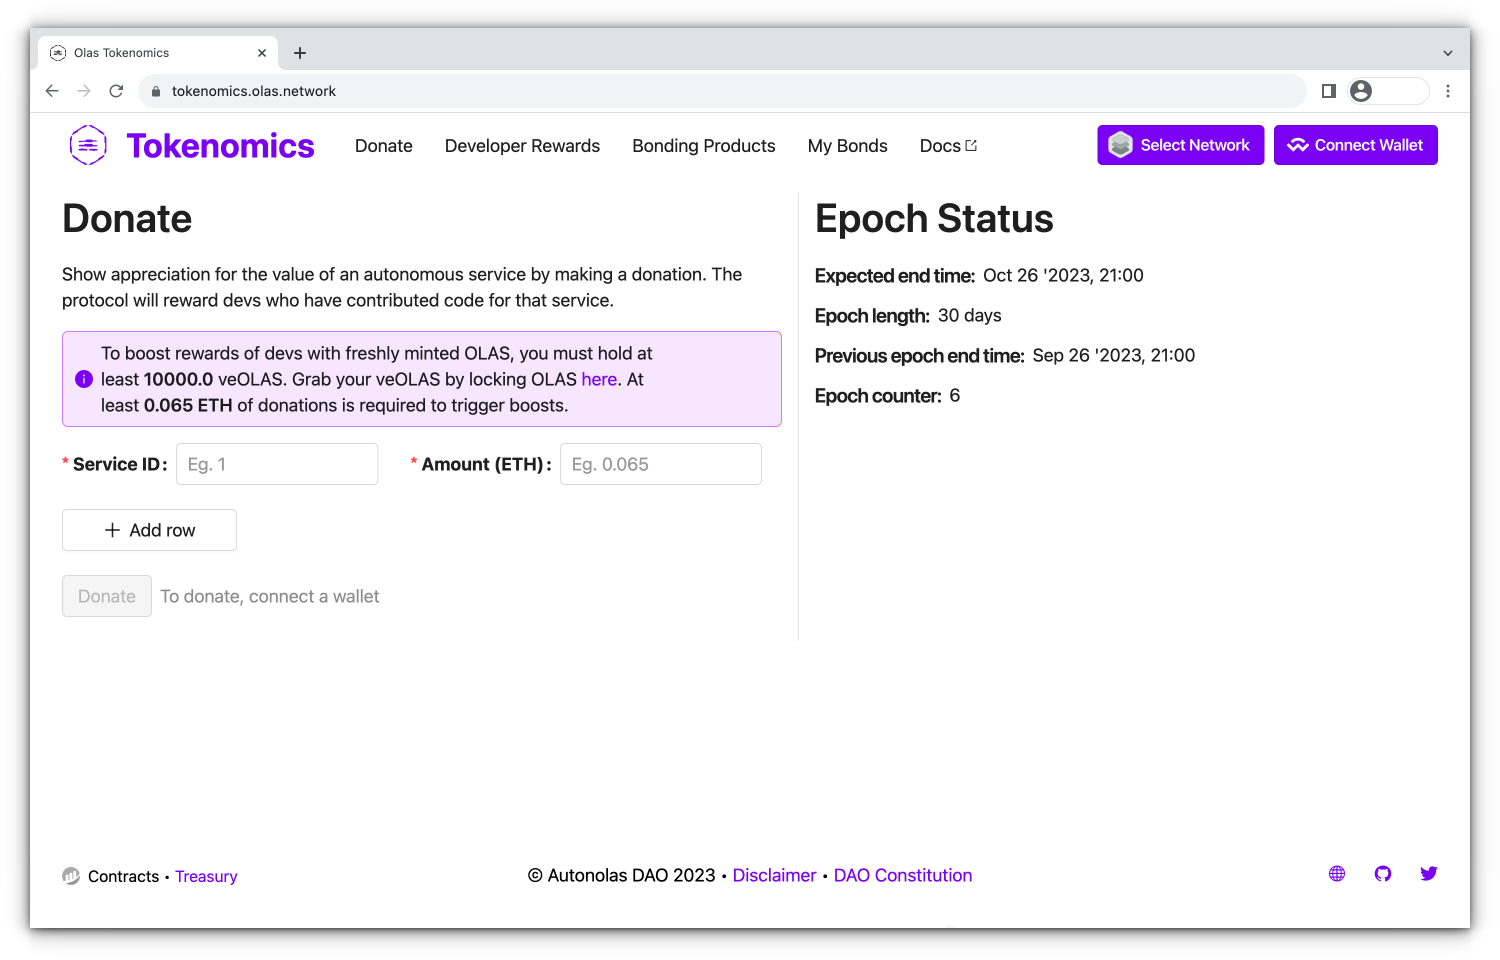 Olas Tokenomics
tokenomics.olas.network
Tokenomics
Donate
Developer Rewards
Bonding Products
My Bonds
Docs
Select Network
Connect Wallet
Donate
Show appreciation for the value of an autonomous service by making a donation. The
protocol will reward devs who have contributed code for that service.
To boost rewards of devs with freshly minted OLAS, you must hold at
least 10000.0 veOLAS. Grab your veOLAS by locking OLAS here. At
least 0.065 ETH of donations is required to trigger boosts.
* Service ID: Eg. 1
* Amount (ETH): Eg. 0.065
+ Add row
Donate To donate, connect a wallet
Epoch Status
Expected end time: Oct 26 '2023, 21:00
Epoch length: 30 days
Previous epoch end time: Sep 26 '2023, 21:00
Epoch counter: 6
Contracts • Treasury
© Autonolas DAO 2023 • Disclaimer • DAO Constitution